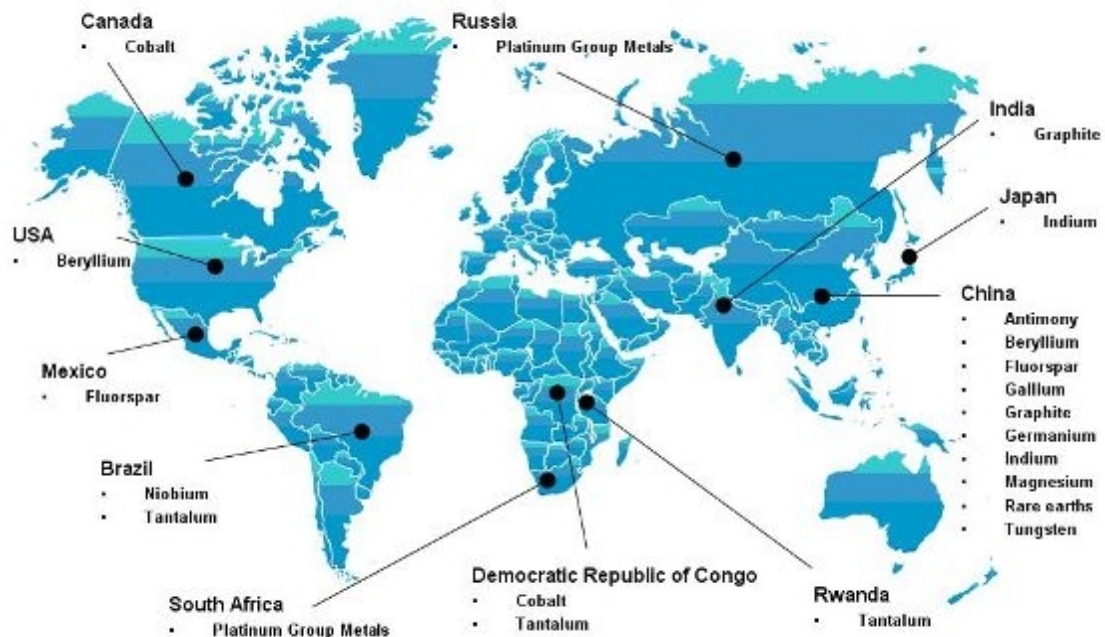 Canada
▪ Cobalt
Russia
▪ Platinum Group Metals
India
▪ Graphite
Japan
▪ Indium
USA
▪ Beryllium
China
▪ Antimony
▪ Beryllium
▪ Fluorspar
▪ Gallium
▪ Graphite
▪ Germanium
▪ Indium
▪ Magnesium
▪ Rare earths
▪ Tungsten
Mexico
▪ Fluorspar
Brazil
▪ Niobium
▪ Tantalum
South Africa
▪ Platinum Group Metals
Democratic Republic of Congo
▪ Cobalt
▪ Tantalum
Rwanda
▪ Tantalum